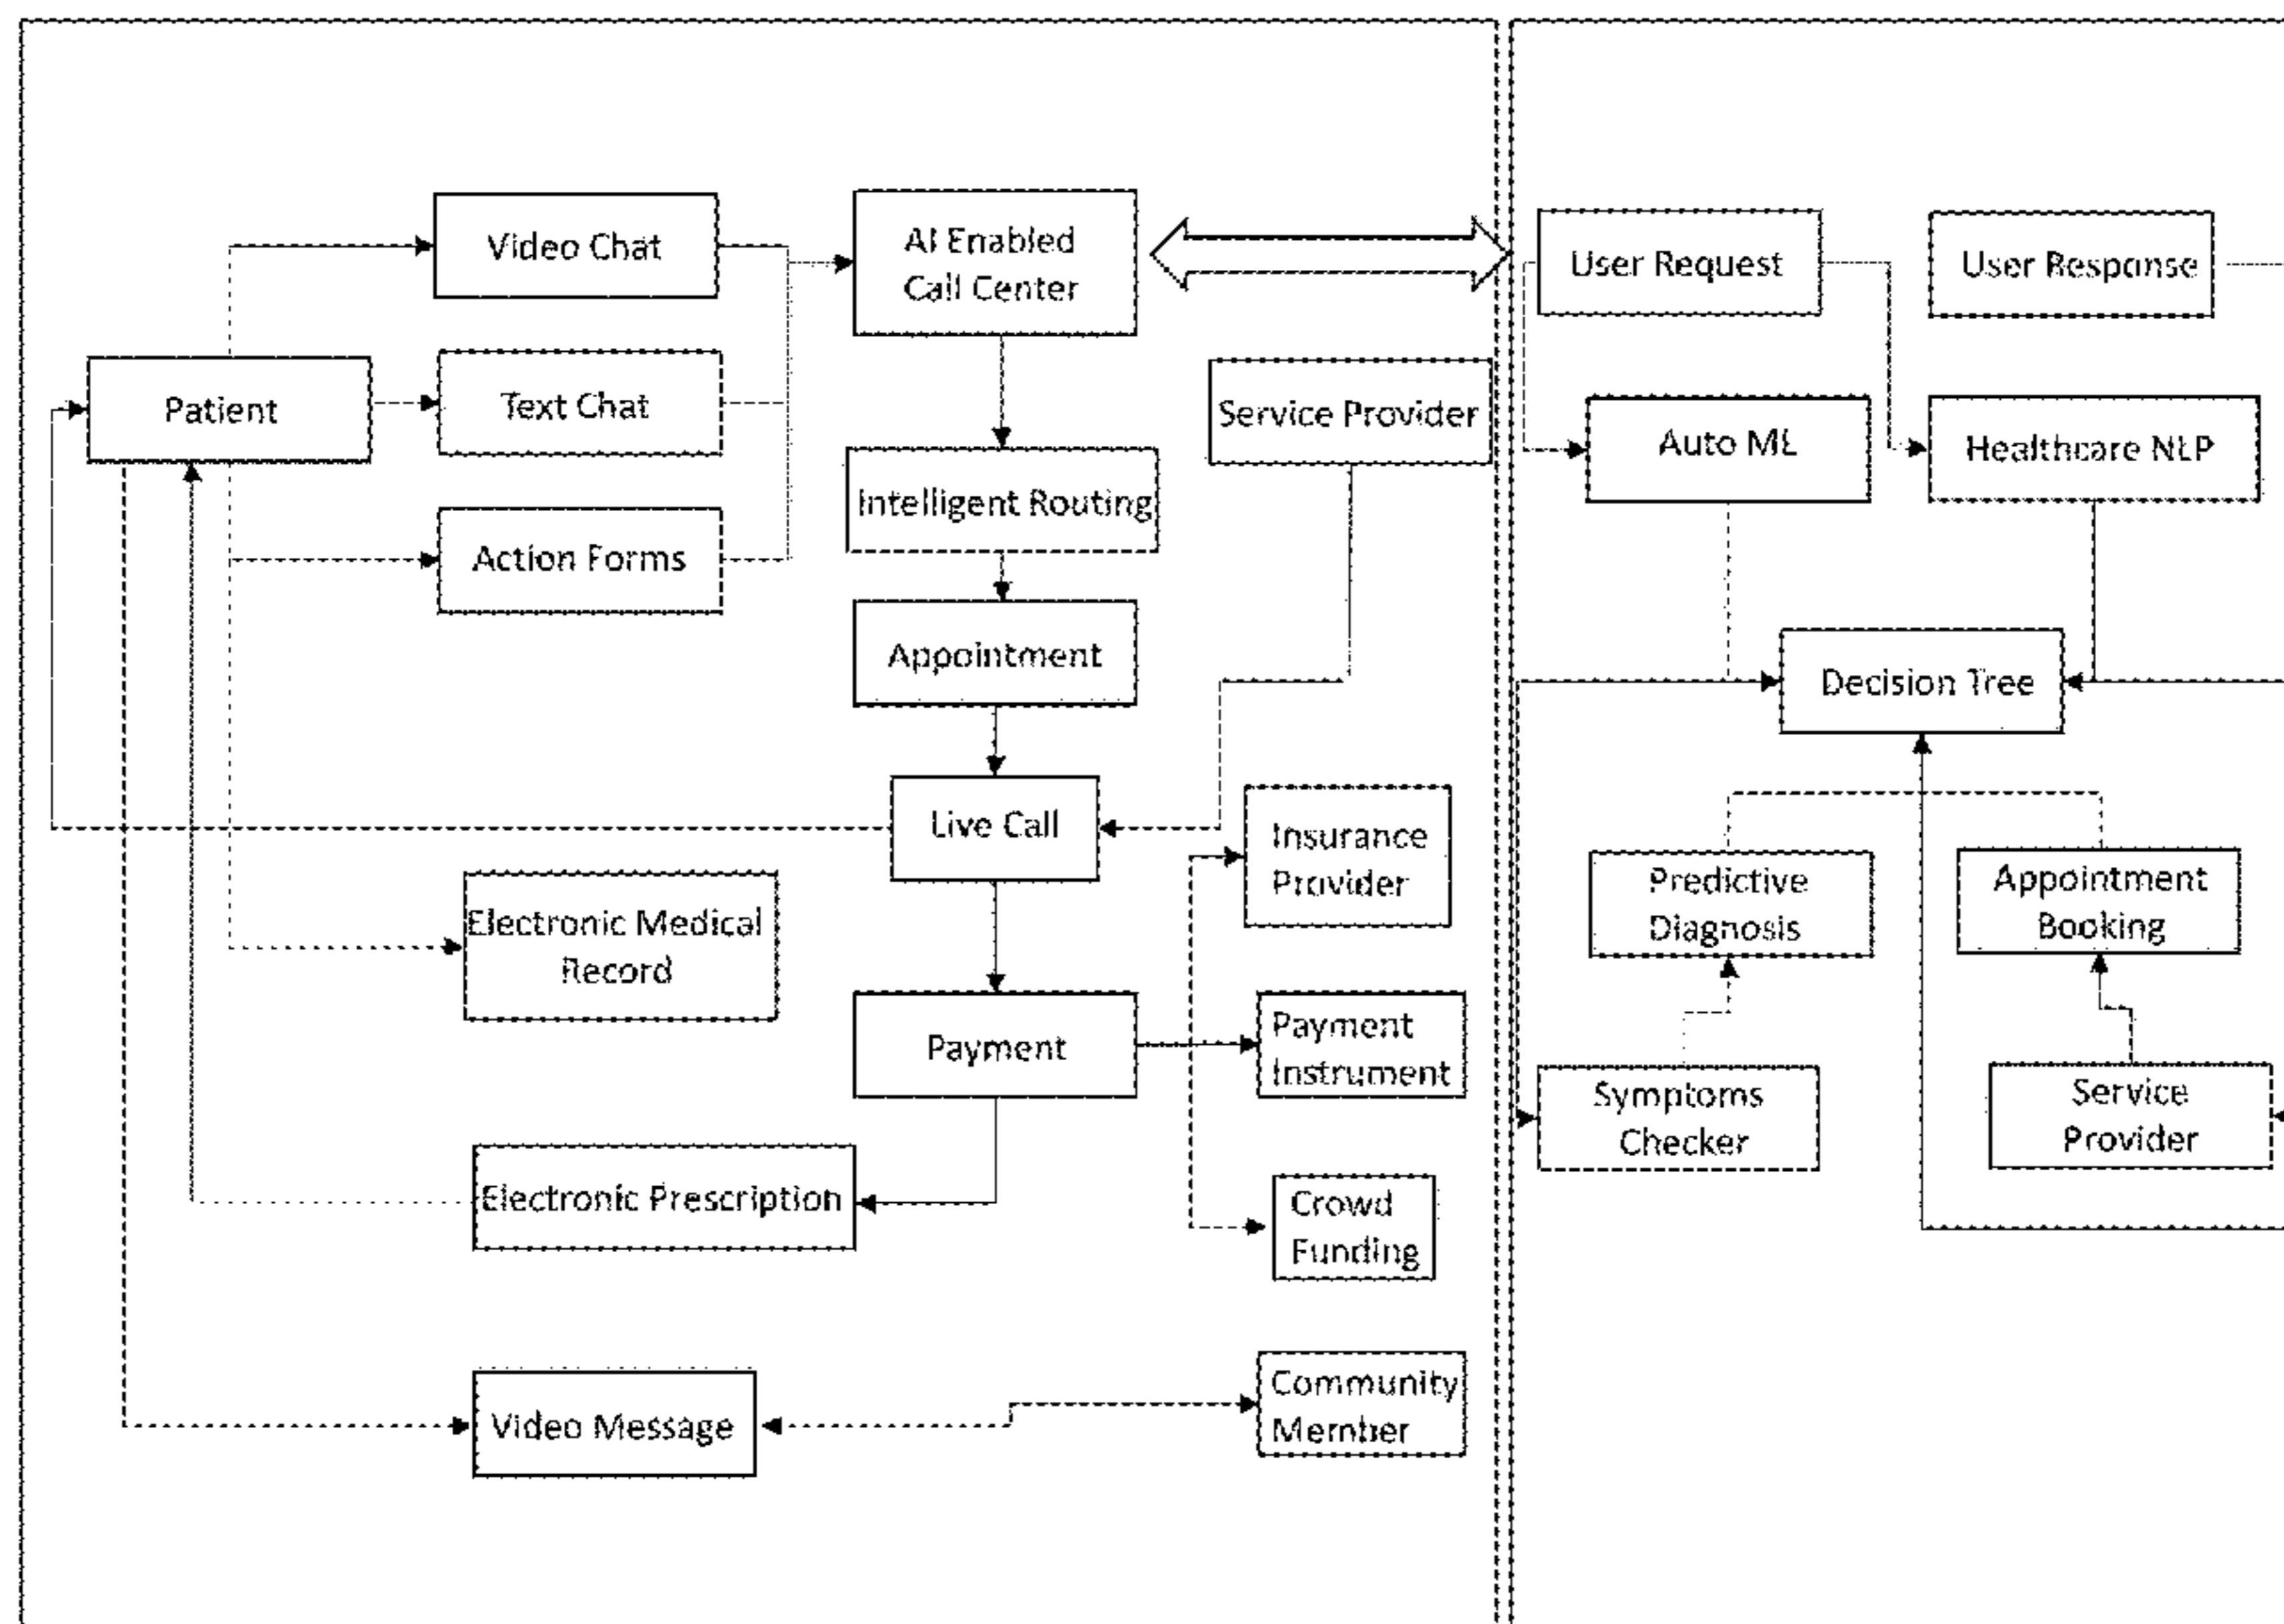 Video Chat
AI Enabled
Call Center
User Request
User Response
Patient
Text Chat
Service Provider
Auto ML
Healthcare NLP
Intelligent Routing
Action Forms
Appointment
Decision Tree
Live Call
Insurance
Provider
Predictive
Diagnosis
Appointment
Booking
Electronic Medical
Record
Payment
Payment
Instrument
Symptoms
Checker
Service
Provider
Electronic Prescription
Crowd
Funding
Video Message
Community
Member